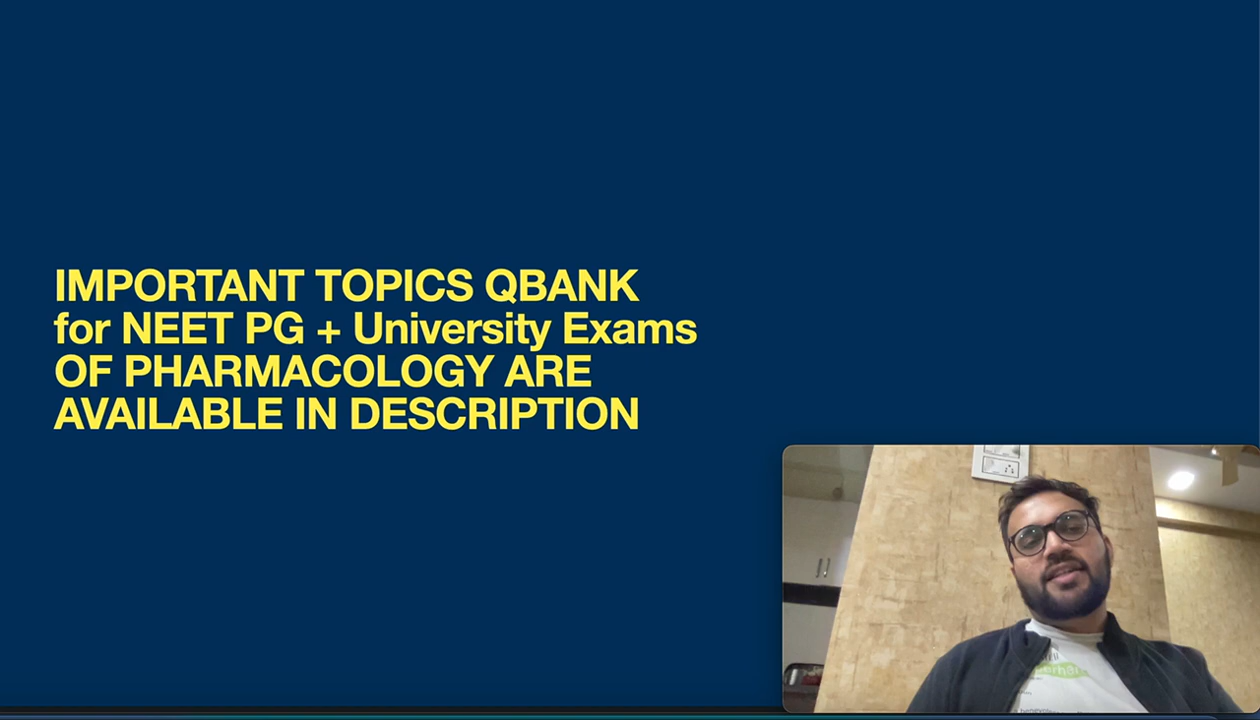 IMPORTANT TOPICS QBANK
for NEET PG + University Exams
OF PHARMACOLOGY ARE
AVAILABLE IN DESCRIPTION